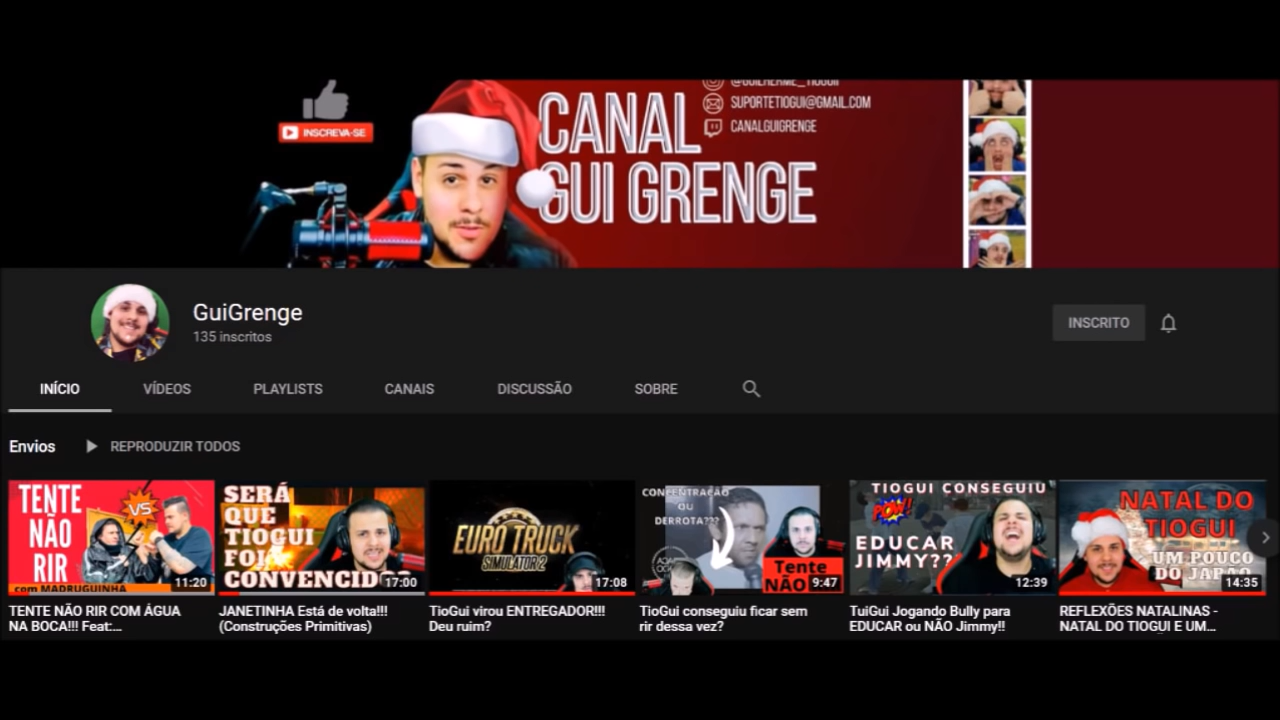 @GUILHERME_TIOGUI
INSCREVA-SE
CANAL
GUI GRENGE
SUPORTETIOGUI@GMAIL.COM
CANALGUIGRENGE
GuiGrenge
135 inscritos
INSCRITO
INÍCIO
VÍDEOS
PLAYLISTS
CANAIS
DISCUSSÃO
SOBRE
Envios
REPRODUZIR TODOS
TENTE
NÃO
RIR
com MADRUGUINHA
VS
11:20
SERÁ
QUE
TIOGUI
FOI
CONVENCIDO?
17:00
EURO TRUCK
SIMULATOR 2
17:08
CONCENTRAÇÃO
OU
DERROTA???
Tente
NÃO
9:47
TIOGUI CONSEGUIU
POW!!
EDUCAR
JIMMY??
12:39
NATAL DO
TIOGUI
UM POUCO
DO JAPÃO
14:35
TENTE NÃO RIR COM ÁGUA
NA BOCA!!! Feat:...
JANETINHA Está de volta!!!
(Construções Primitivas)
TioGui virou ENTREGADOR!!!
Deu ruim?
TioGui conseguiu ficar sem
rir dessa vez?
TuiGui Jogando Bully para
EDUCAR ou NÃO Jimmy!!
REFLEXÕES NATALINAS -
NATAL DO TIOGUI E UM...